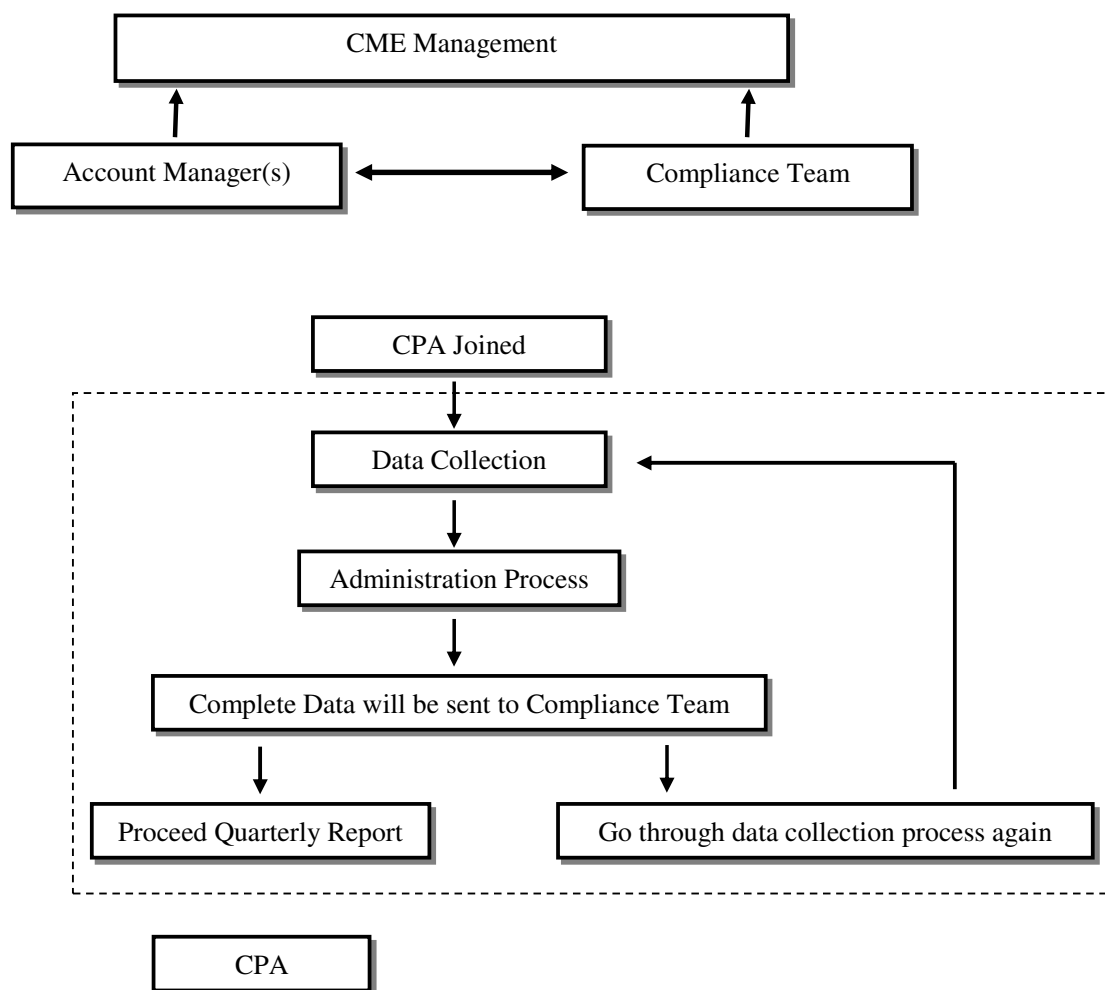 CME Management
Account Manager(s)
Compliance Team
CPA Joined
Data Collection
Administration Process
Complete Data will be sent to Compliance Team
Proceed Quarterly Report
Go through data collection process again
CPA